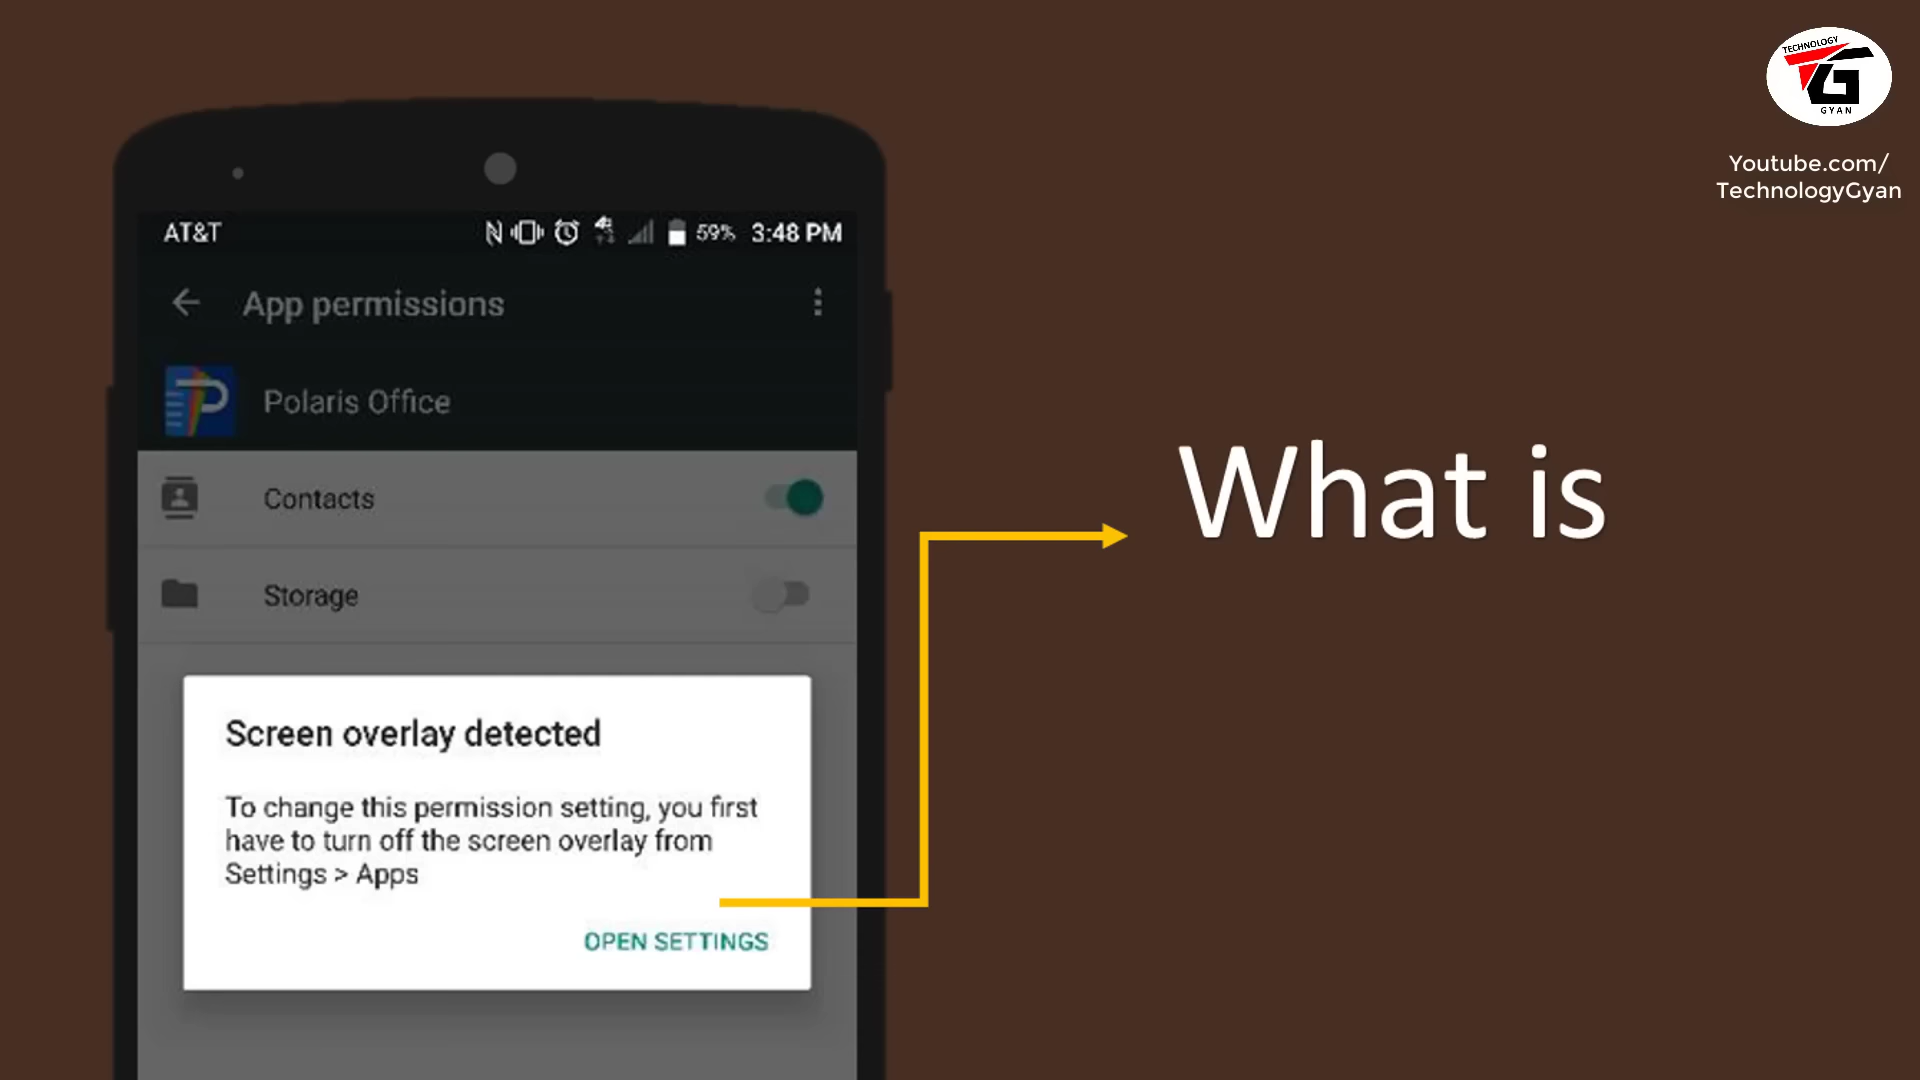 TECHNOLOGY
GYAN
Youtube.com/
TechnologyGyan
AT&T 59% 3:48 PM
App permissions
Polaris Office
Contacts
Storage
Screen overlay detected
To change this permission setting, you first
have to turn off the screen overlay from
Settings > Apps
OPEN SETTINGS
What is